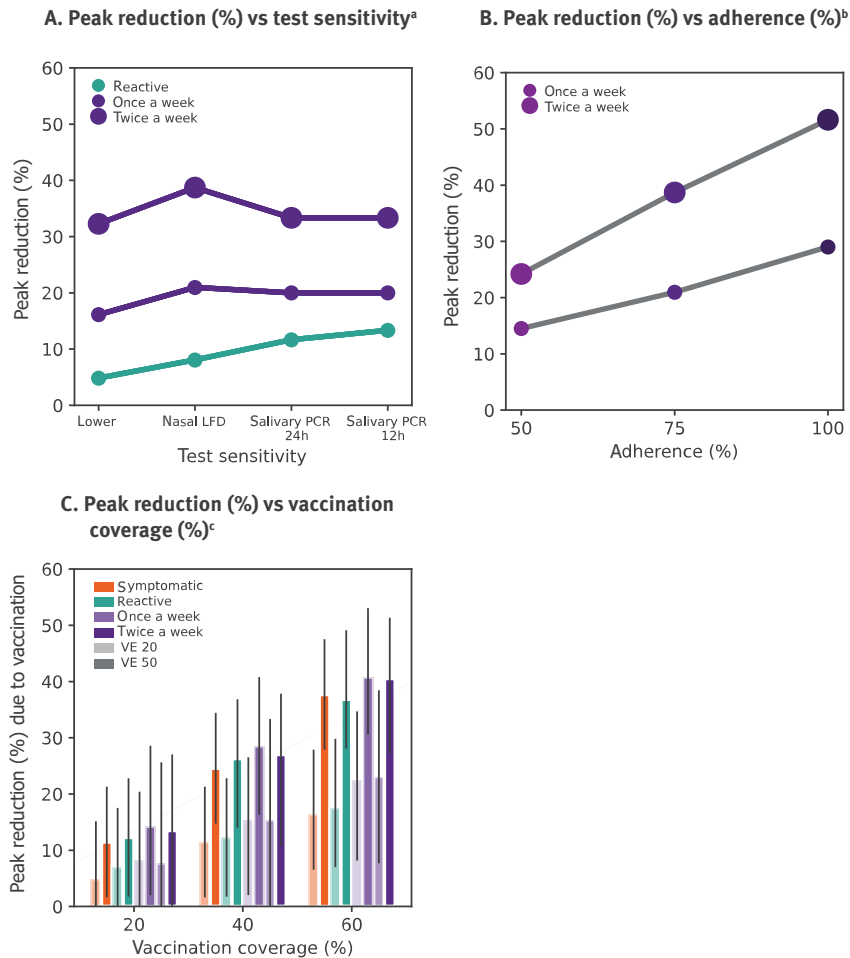 A. Peak reduction (%) vs test sensitivityᵃ
60
50
40
30
20
10
0
Peak reduction (%)
Reactive
Once a week
Twice a week
Lower
Nasal LFD
Salivary PCR
24h
Salivary PCR
12h
Test sensitivity
B. Peak reduction (%) vs adherence (%)ᵇ
60
50
40
30
20
10
0
Peak reduction (%)
Once a week
Twice a week
50
75
100
Adherence (%)
C. Peak reduction (%) vs vaccination
coverage (%)ᶜ
60
50
40
30
20
10
0
Peak reduction (%) due to vaccination
Symptomatic
Reactive
Once a week
Twice a week
VE 20
VE 50
20
40
60
Vaccination coverage (%)